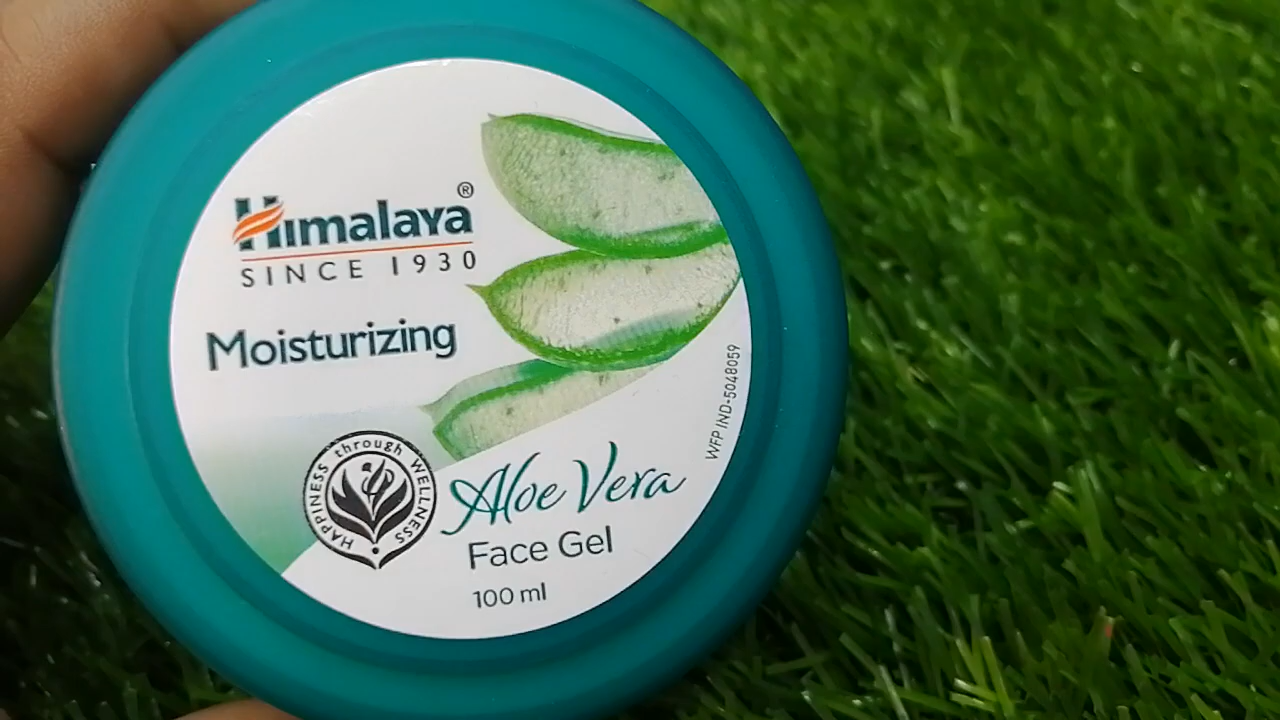 Himalaya®
SINCE 1930
Moisturizing
HAPPINESS through WELLNESS
Aloe Vera
Face Gel
100 ml
WFP IND-5048059